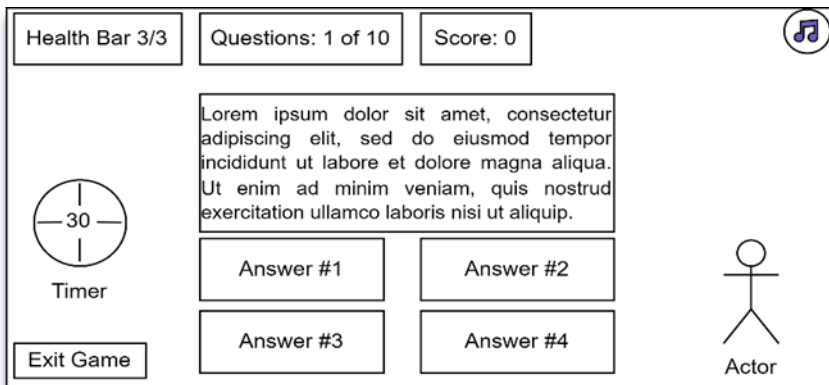 Health Bar 3/3
Questions: 1 of 10
Score: 0
Lorem ipsum dolor sit amet, consectetur
adipiscing elit, sed do eiusmod tempor
incididunt ut labore et dolore magna aliqua.
Ut enim ad minim veniam, quis nostrud
exercitation ullamco laboris nisi ut aliquip.
30
Timer
Answer #1
Answer #2
Answer #3
Answer #4
Exit Game
Actor